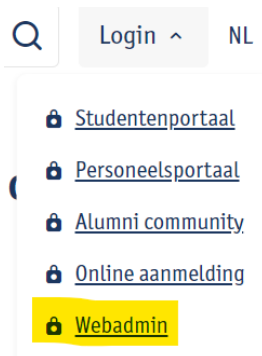 Login NL
Studentenportaal
Personeelsportaal
Alumni community
Online aanmelding
Webadmin